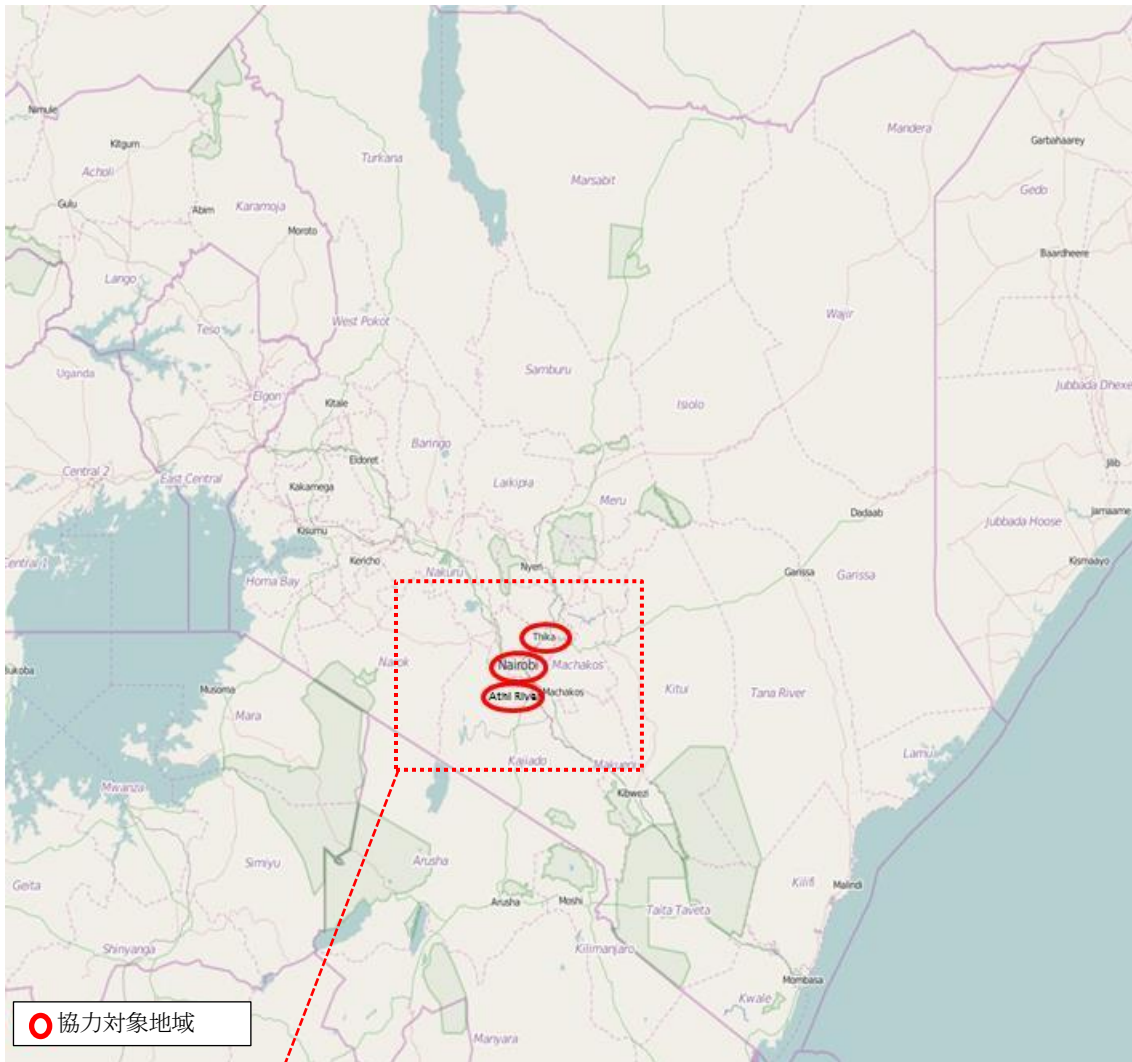 Nimule
Kitgum
Acholi
Gulu
Abim
Karamoja
Moroto
Turkana
Marsabit
Mandera
Garbahaarey
Gedo
Baardheere
Lango
Teso
West Pokot
Wajir
Uganda
Elgon
Samburu
Jubbada Dhexe
Kitale
Isiolo
Baringo
Eldoret
Central 2
East Central
Kakamega
Laikipia
Meru
Jilib
Dadaab
Jamaame
Kisumu
Jubbada Hoose
Kericho
Nyeri
Kismaayo
Central 1
Homa Bay
Nakuru
Garissa
Garissa
Thika
Nairobi
Machakos
Narok
Bukoba
Musoma
Athi River
Machakos
Kitui
Tana River
Mara
Lamu
Kajiado
Makueni
Mwanza
Kibwezi
Simiyu
Arusha
Geita
Kilifi
Malindi
Arusha
Moshi
Taita Taveta
Shinyanga
Kilimanjaro
Mombasa
Kwale
協力対象地域
Manyara